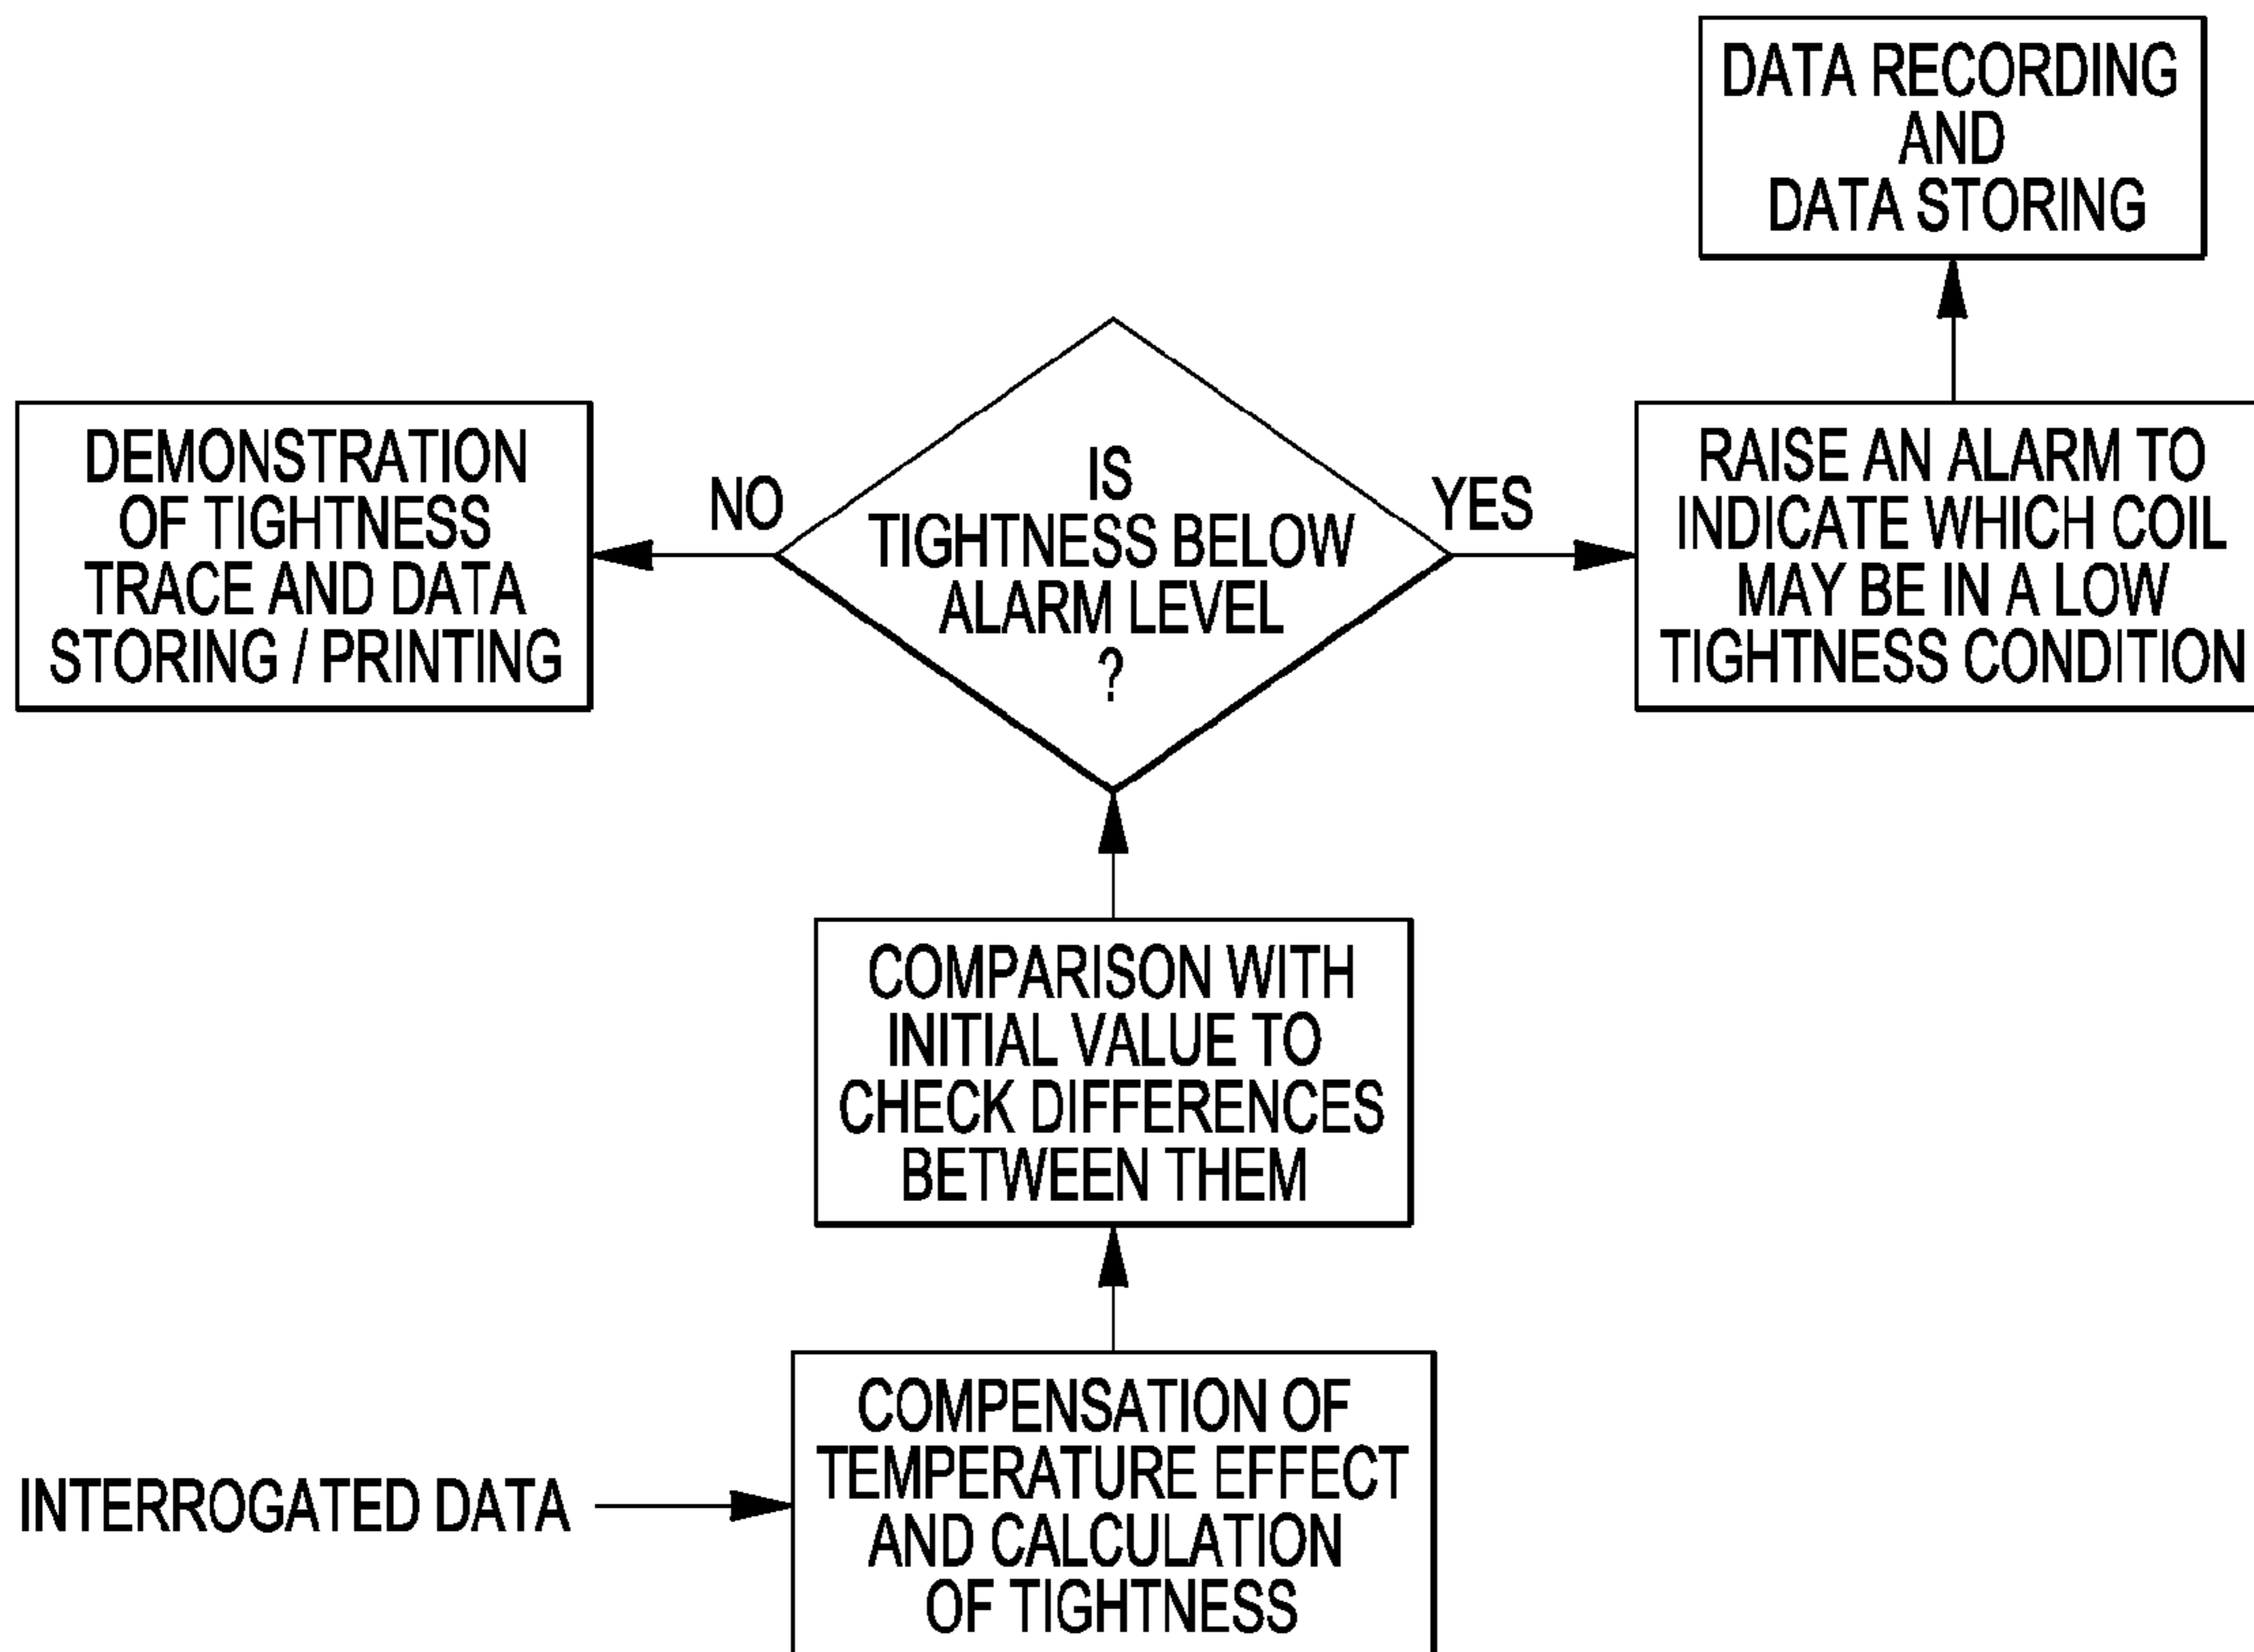 DATA RECORDING
AND
DATA STORING
DEMONSTRATION
OF TIGHTNESS
TRACE AND DATA
STORING / PRINTING
NO
IS
TIGHTNESS BELOW
ALARM LEVEL
?
YES
RAISE AN ALARM TO
INDICATE WHICH COIL
MAY BE IN A LOW
TIGHTNESS CONDITION
COMPARISON WITH
INITIAL VALUE TO
CHECK DIFFERENCES
BETWEEN THEM
INTERROGATED DATA
COMPENSATION OF
TEMPERATURE EFFECT
AND CALCULATION
OF TIGHTNESS